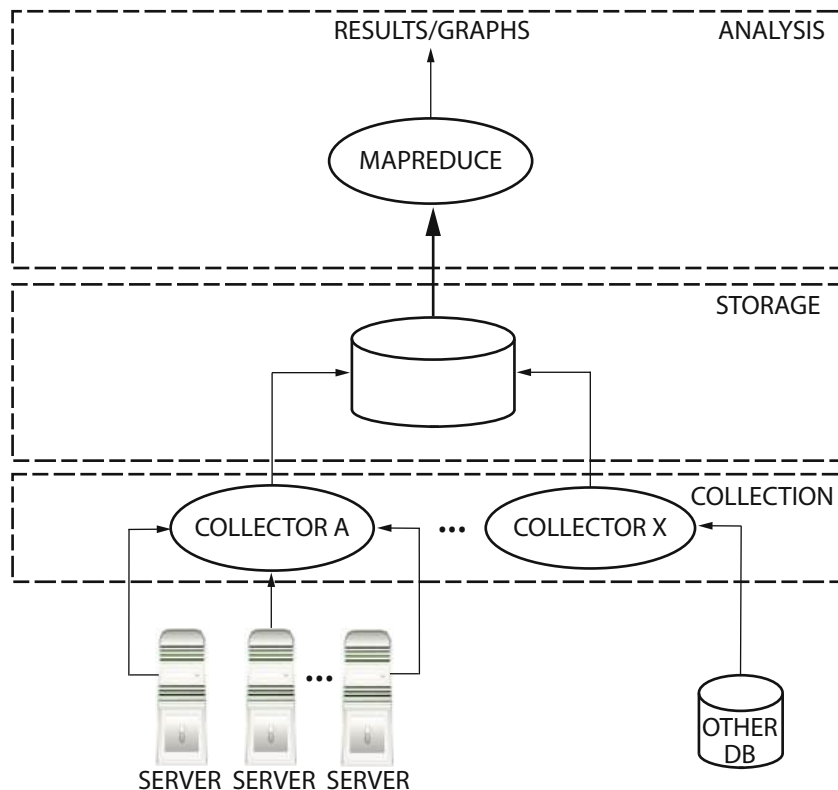 RESULTS/GRAPHS
ANALYSIS
MAPREDUCE
STORAGE
COLLECTION
COLLECTOR A
...
COLLECTOR X
...
OTHER
DB
SERVER
SERVER
SERVER